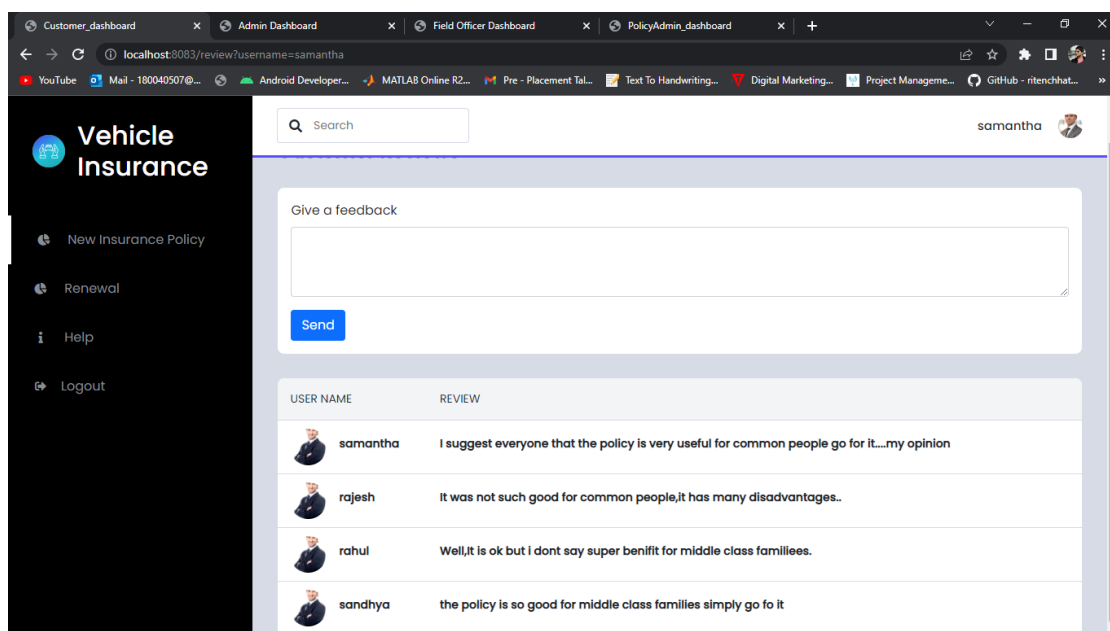 Customer_dashboard
Admin Dashboard
Field Officer Dashboard
PolicyAdmin_dashboard
localhost:8083/review?username=samantha
YouTube Mail - 180040507@... Android Developer... MATLAB Online R2... Pre - Placement Tal... Text To Handwriting... Digital Marketing... Project Manageme... GitHub - ritenchhat... »
Vehicle
Insurance
Search
samantha
New Insurance Policy
Renewal
Help
Logout
Give a feedback
Send
USER NAME REVIEW
samantha I suggest everyone that the policy is very useful for common people go for it....my opinion
rajesh It was not such good for common people,it has many disadvantages..
rahul Well,It is ok but i dont say super benifit for middle class familiees.
sandhya the policy is so good for middle class families simply go fo it